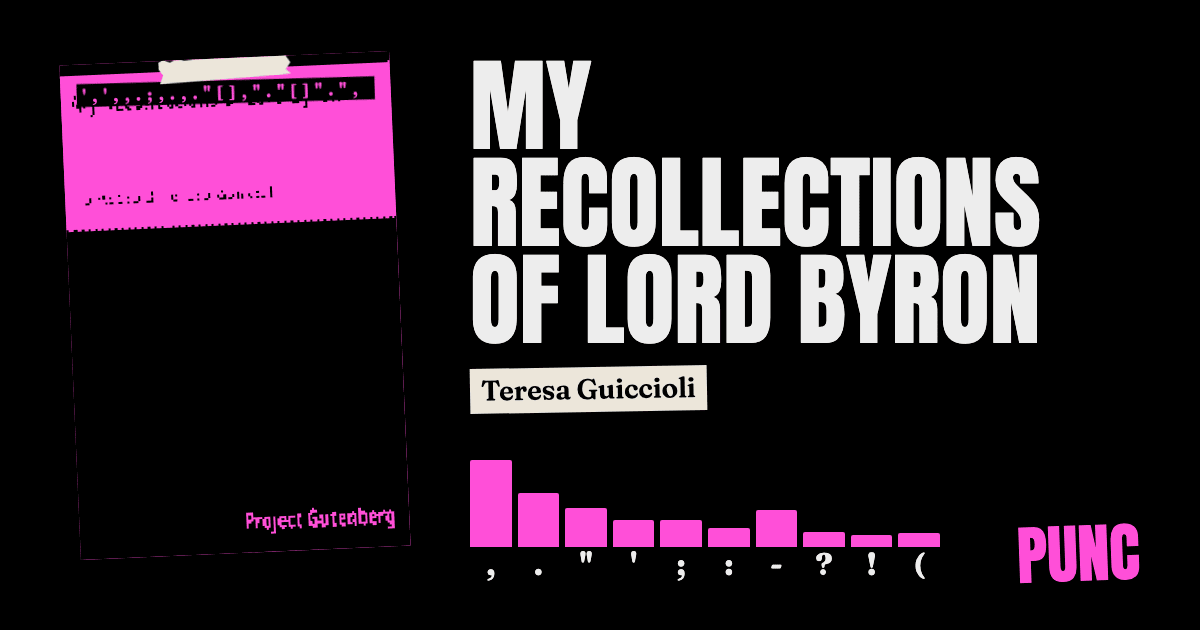 ',',,.;,.,."[],"."[]".",
Project Gutenberg
MY
RECOLLECTIONS
OF LORD BYRON
Teresa Guiccioli
, . " ' ; : - ? ! (
PUNC